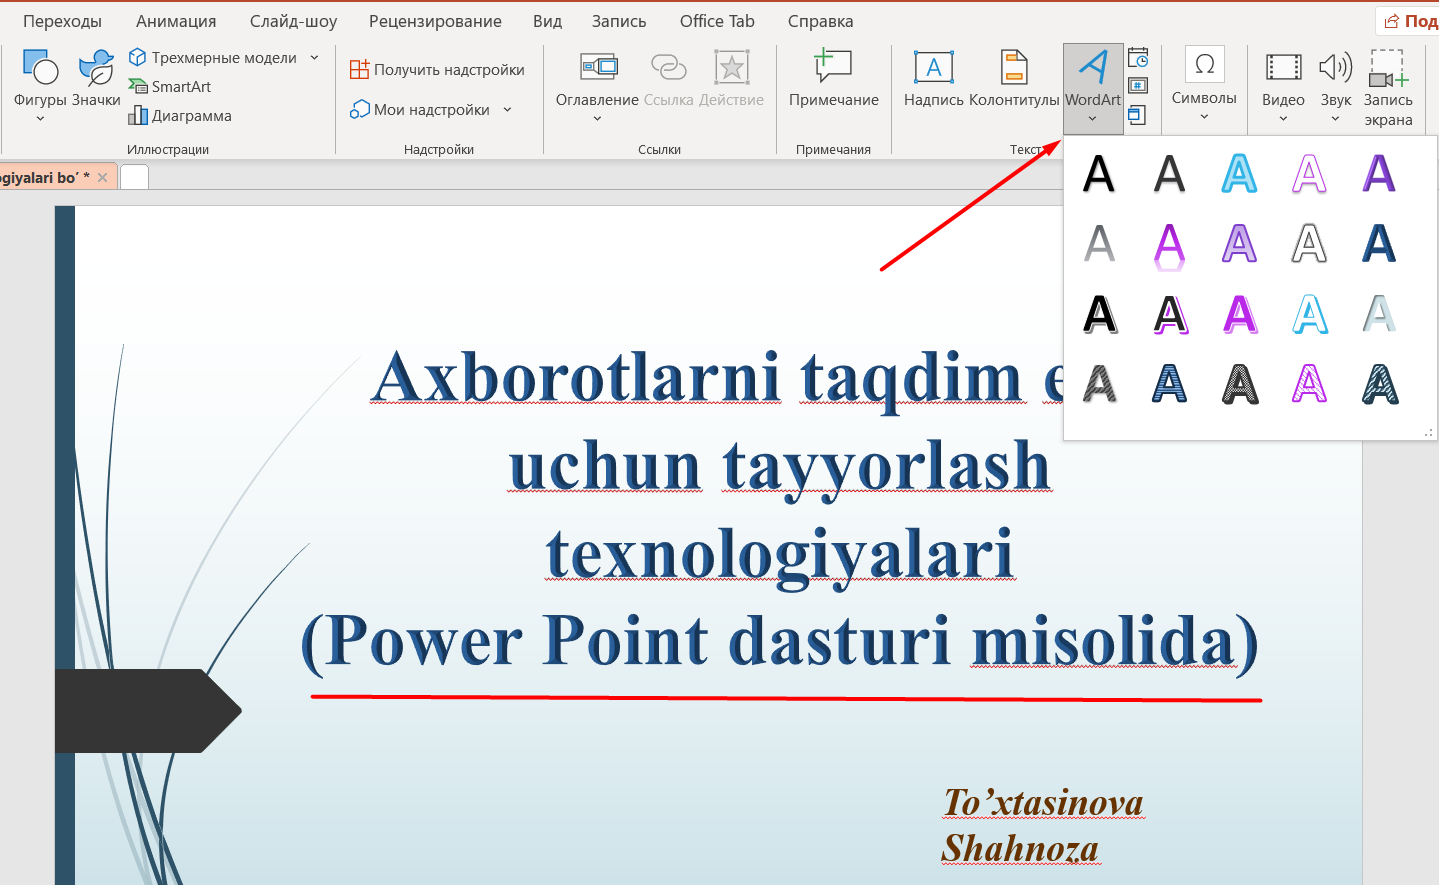 Переходы Анимация Слайд-шоу Рецензирование Вид Запись Office Tab Справка Под
Фигуры Значки Трехмерные модели
SmartArt
Диаграмма
Иллюстрации
Получить надстройки
Мои надстройки
Надстройки
Оглавление Ссылка Действие
Ссылки
Примечание
Примечания
Надпись Колонтитулы WordArt
Текст
Символы
Видео Звук Запись
экрана
ogiyalari bo‘ *
A A A A A
A A A A A
A A A A A
A A A A A
Axborotlarni taqdim e
uchun tayyorlash
texnologiyalari
(Power Point dasturi misolida)
To’xtasinova
Shahnoza